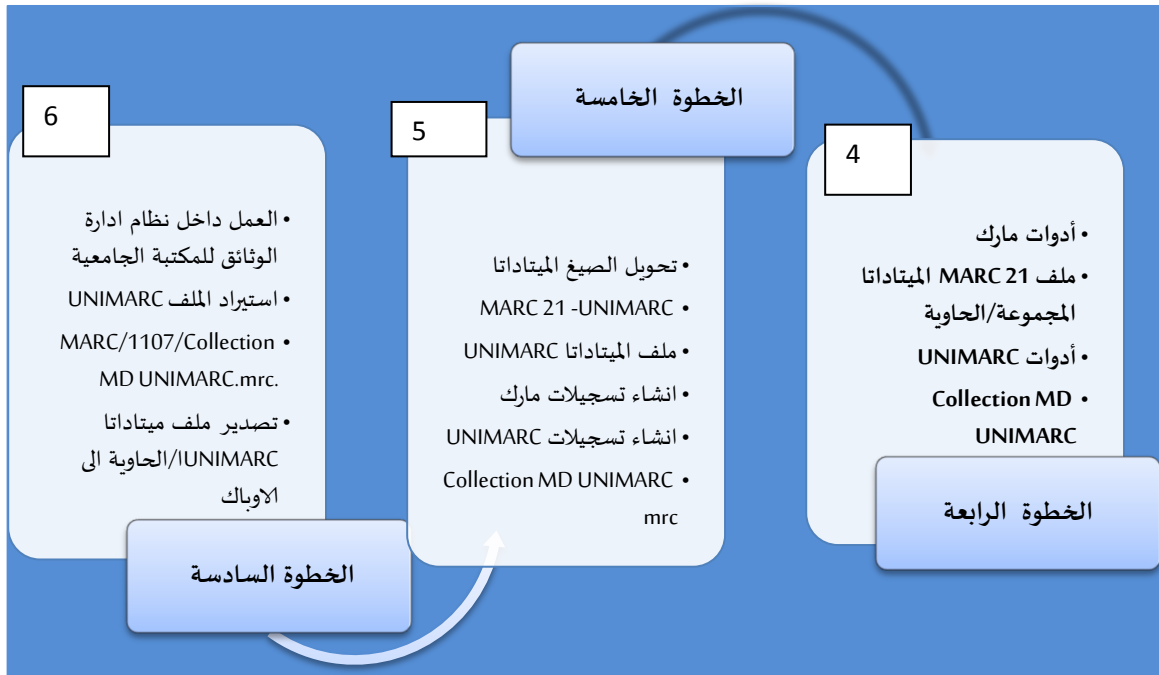 4
• أدوات مارك
• ملف MARC 21 الميتاداتا
المجموعة/الحاوية
• أدوات UNIMARC
• Collection MD
UNIMARC
الخطوة الرابعة
الخطوة الخامسة
5
• تحويل الصيغ الميتاداتا
• MARC 21 -UNIMARC
• ملف الميتاداتا UNIMARC
• انشاء تسجيلات مارك
• انشاء تسجيلات UNIMARC
• Collection MD UNIMARC
mrc
6
• العمل داخل نظام ادارة
الوثائق للمكتبة الجامعية
• استيراد الملف UNIMARC
• MARC/1107/Collection
MD UNIMARC.mrc.
• تصدير ملف ميتاداتا
UNIMARCا/الحاوية الى
الاوباك
الخطوة السادسة